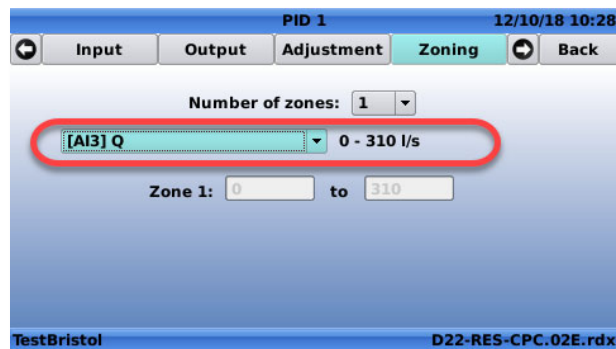 PID 1 12/10/18 10:28
Input Output Adjustment Zoning Back
Number of zones: 1
[AI3] Q 0 - 310 l/s
Zone 1: 0 to 310
TestBristol D22-RES-CPC.02E.rdx